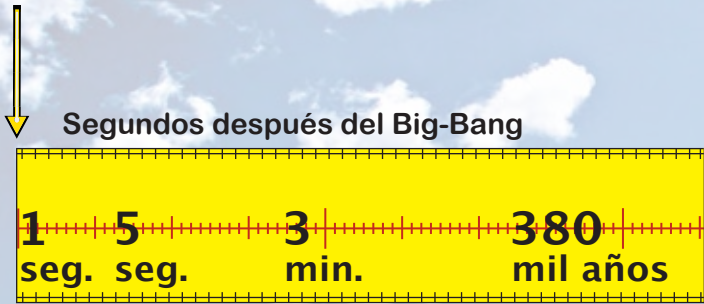 Segundos después del Big-Bang
1 5 3 380
seg. seg. min. mil años